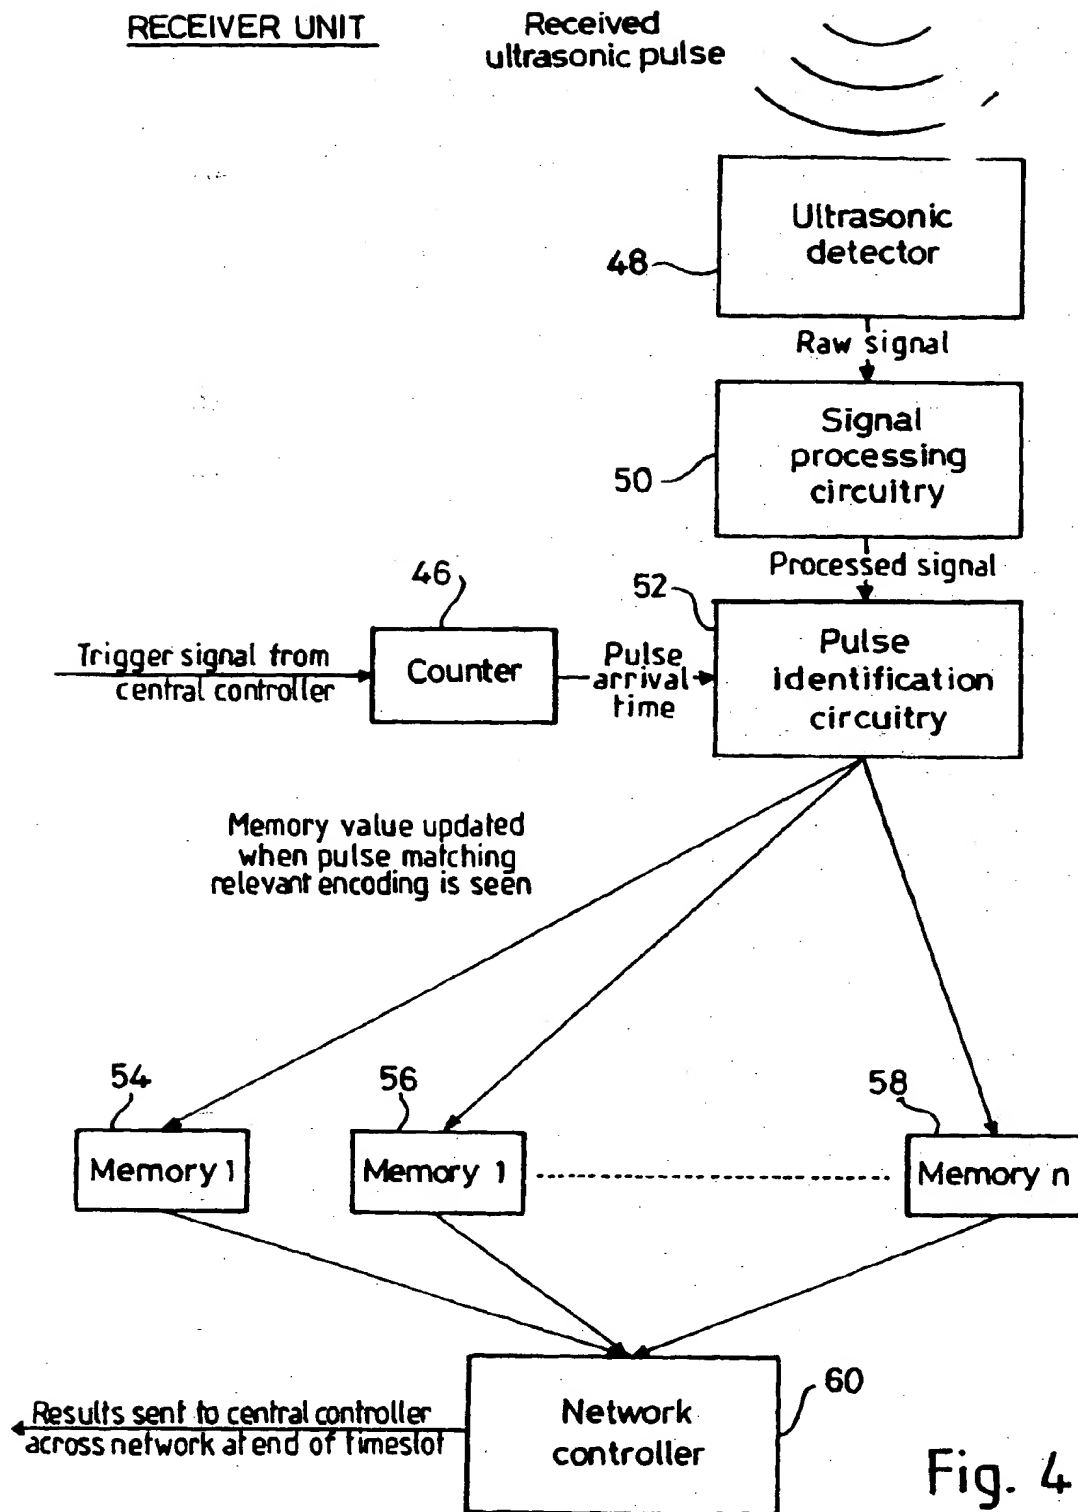 RECEIVER UNIT
Received
ultrasonic pulse
Ultrasonic
detector
48
Raw signal
Signal
processing
circuitry
50
Processed signal
46
52
Trigger signal from
central controller
Counter
Pulse
arrival
time
Pulse
identification
circuitry
Memory value updated
when pulse matching
relevant encoding is seen
54
56
58
Memory 1
Memory 1
Memory n
60
Network
controller
Results sent to central controller
across network at end of timeslot
Fig. 4